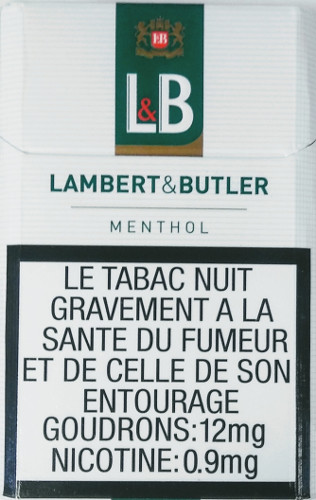 L&B
L&B
LAMBERT&BUTLER
MENTHOL
LE TABAC NUIT
GRAVEMENT A LA
SANTE DU FUMEUR
ET DE CELLE DE SON
ENTOURAGE
GOUDRONS:12mg
NICOTINE:0.9mg